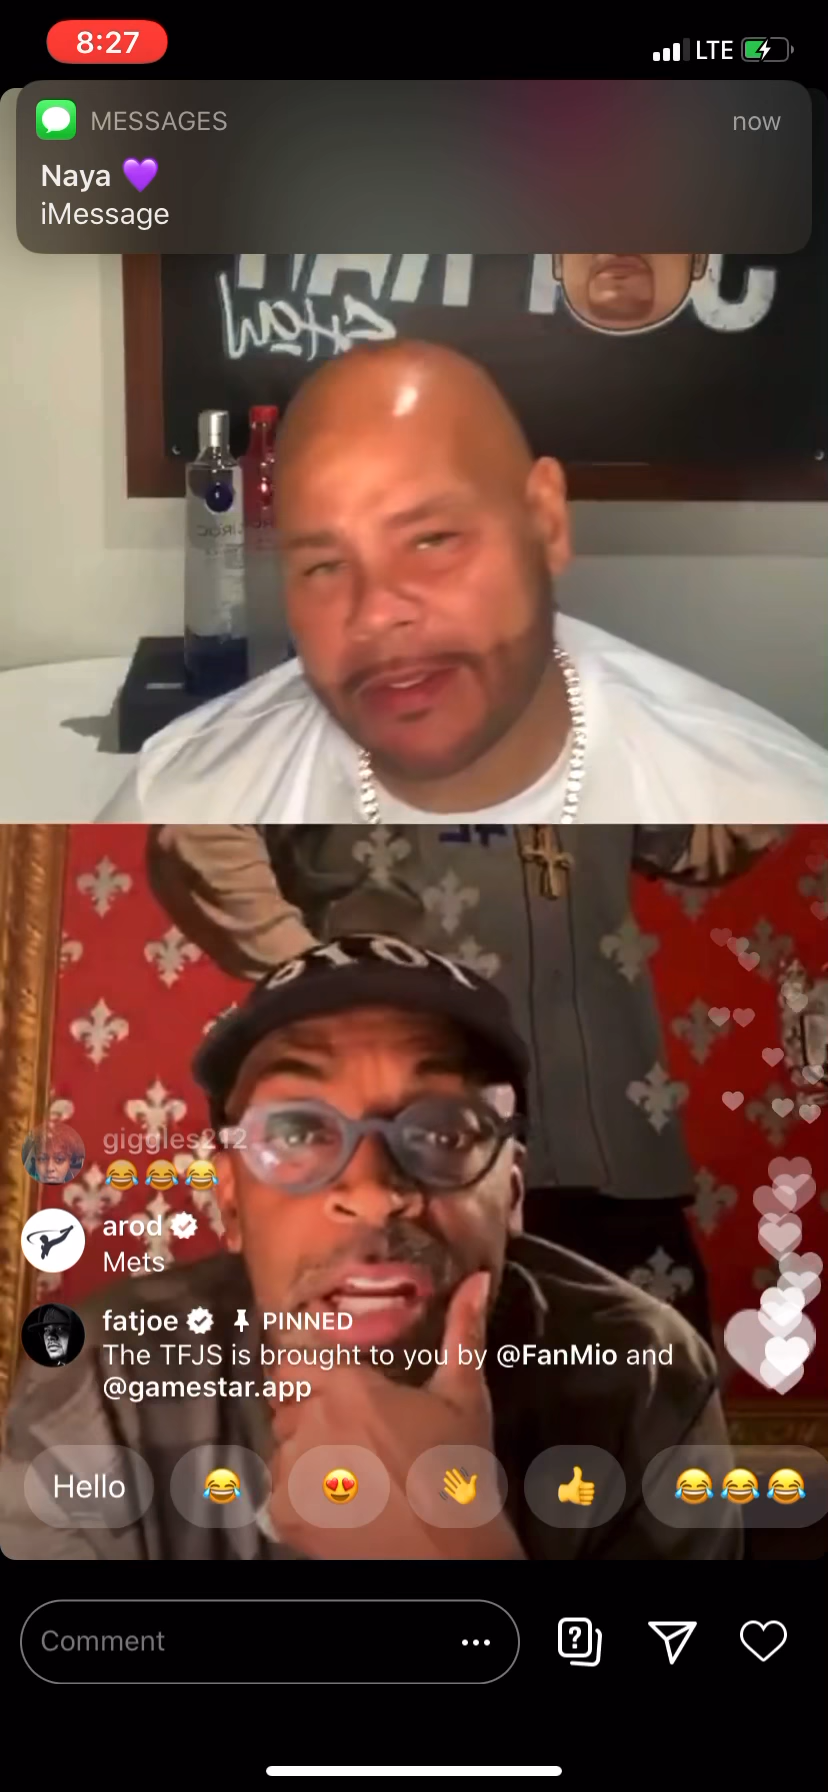 8:27
LTE
MESSAGES
now
Naya 💜
iMessage
giggles212
😂😂😂
arod
Mets
fatjoe PINNED
The TFJS is brought to you by @FanMio and
@gamestar.app
Hello 😂 😍 👋 👍 😂😂😂
Comment